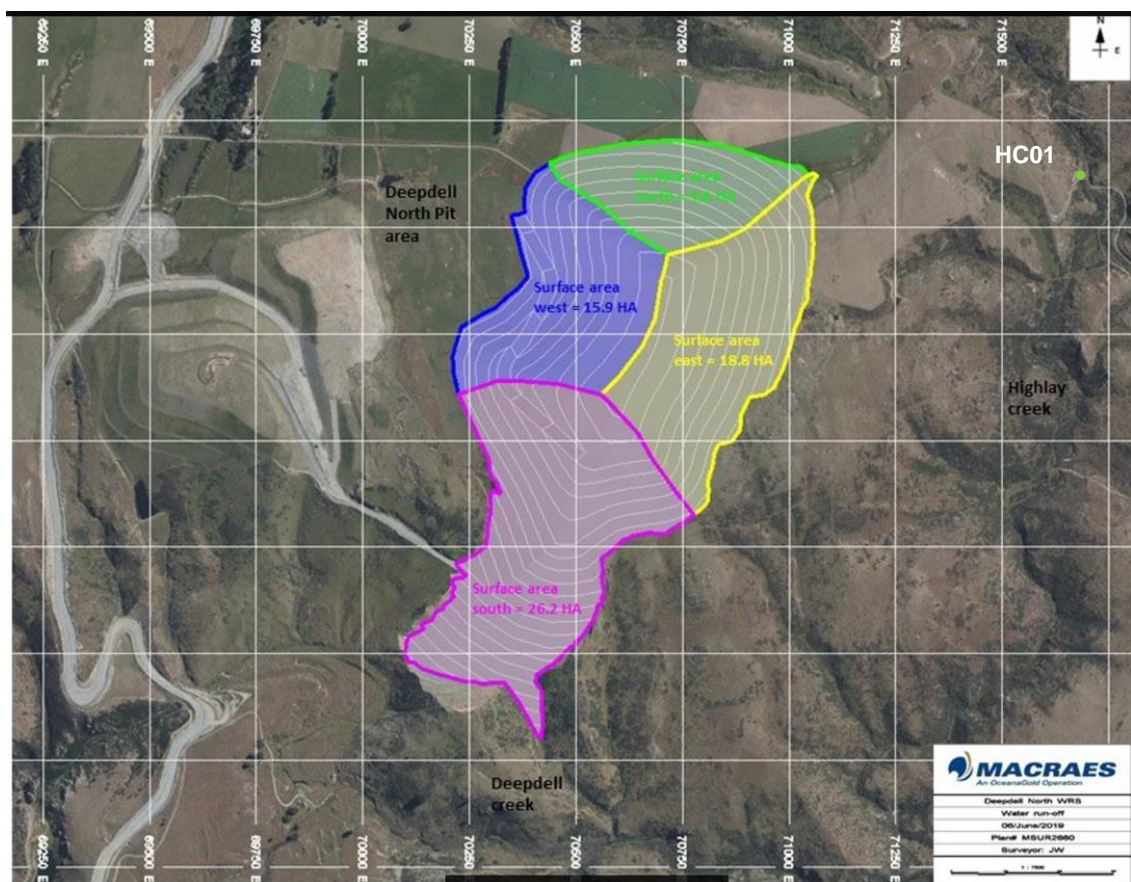 69250 E
69500 E
69750 E
70000 E
70250 E
70500 E
70750 E
71000 E
71250 E
71500 E
N
E
HC01
Deepdell
North Pit
area
Surface area
Surface area
west = 15.9 HA
Surface area
east = 18.8 HA
Highlay
creek
Surface area
south = 26.2 HA
Deepdell
creek
MACRAES
An OceanaGold Operation
Deepdell North WRS
Water run-off
06/June/2019
Plan# MSUR2660
Surveyor: JW
69250 E
69500 E
69750 E
70000 E
70250 E
70500 E
70750 E
71000 E
71250 E